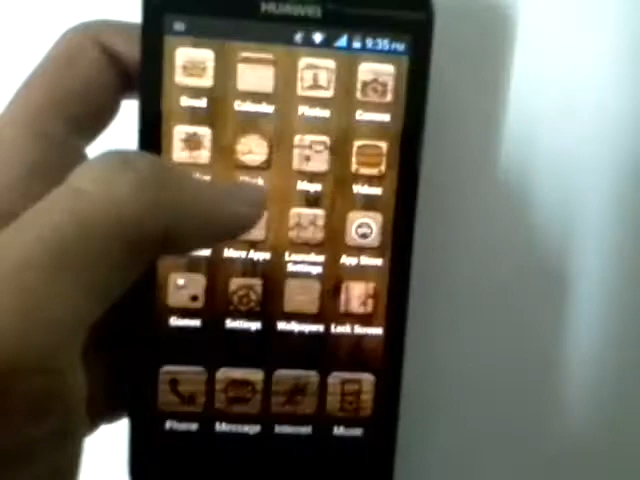 HUAWEI
9:35 PM
Email Calendar Photos Camera
Maps Videos
More Apps Launcher Settings App Store
Games Settings Wallpapers Lock Screen
Phone Message Internet Music